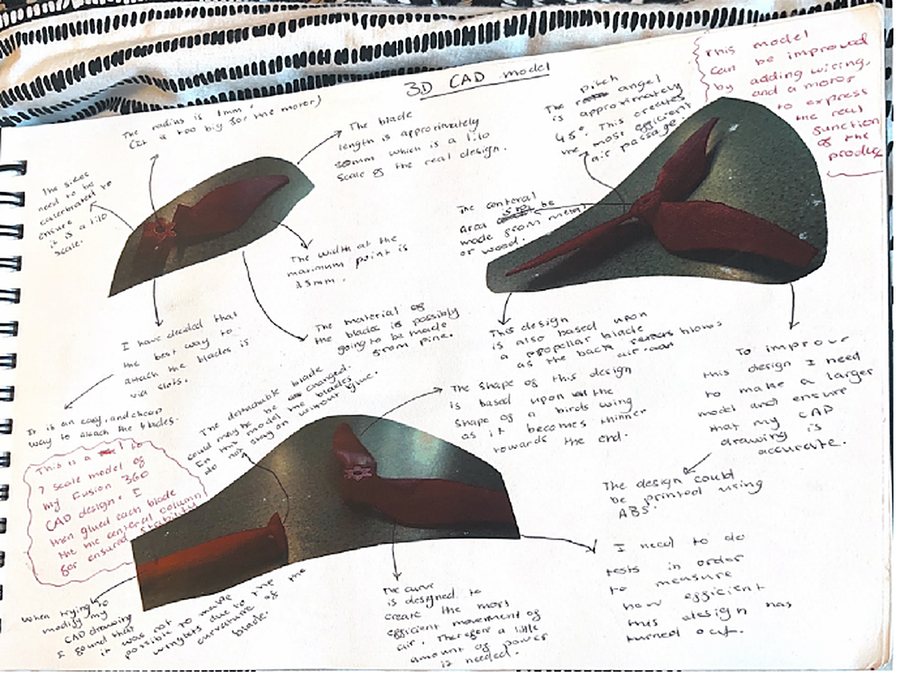 3D CAD model
The radius is 1mm.
(It is too big for the motor)
The sizes
need to be
ensure
it is a 1:10
scale.
The blade
length is approximately
50mm which is a 1:10
scale of the real design.
The width at the
maximum point is
15mm.
The material of
the blades is possibly
going to be made
from pine.
I have decided that
the best way to
attach the blades is
via
slots.
It is an easy, and cheap
way to attach the blades.
The pitch
angel
is approximately
45°. This creates
the most efficient
air passage.
This model
can be improved
by adding wiring,
and a motor
to express
the real
function
of the
product
The centeral
area
be
made from metal
or wood.
This design
is also based upon
a propellar blade
as the back
blows
air
To improve
this design I need
to make a larger
model and ensure
that my CAD
drawing is
accurate.
The design could
be printed using
ABS.
The detachable blade
could maybe be changed.
In this model the blades
do not stay on without glue.
The shape of this design
is based upon the
shape of a birds wing
as it becomes thinner
towards the end.
This is a 1 to
7 scale model of
my Fusion 360
CAD design. I
then glued each blade
the centeral column
for ensured stability
When trying to
modify my
CAD drawing
I found that
it was not
possible to make
winglets due to the
curvature of the
blade.
The curve
is designed to
create the most
efficient movement of
air. Therefore a little
amount of power
is needed.
I need to do
tests in order
to measure
how efficient
this design has
turned out.